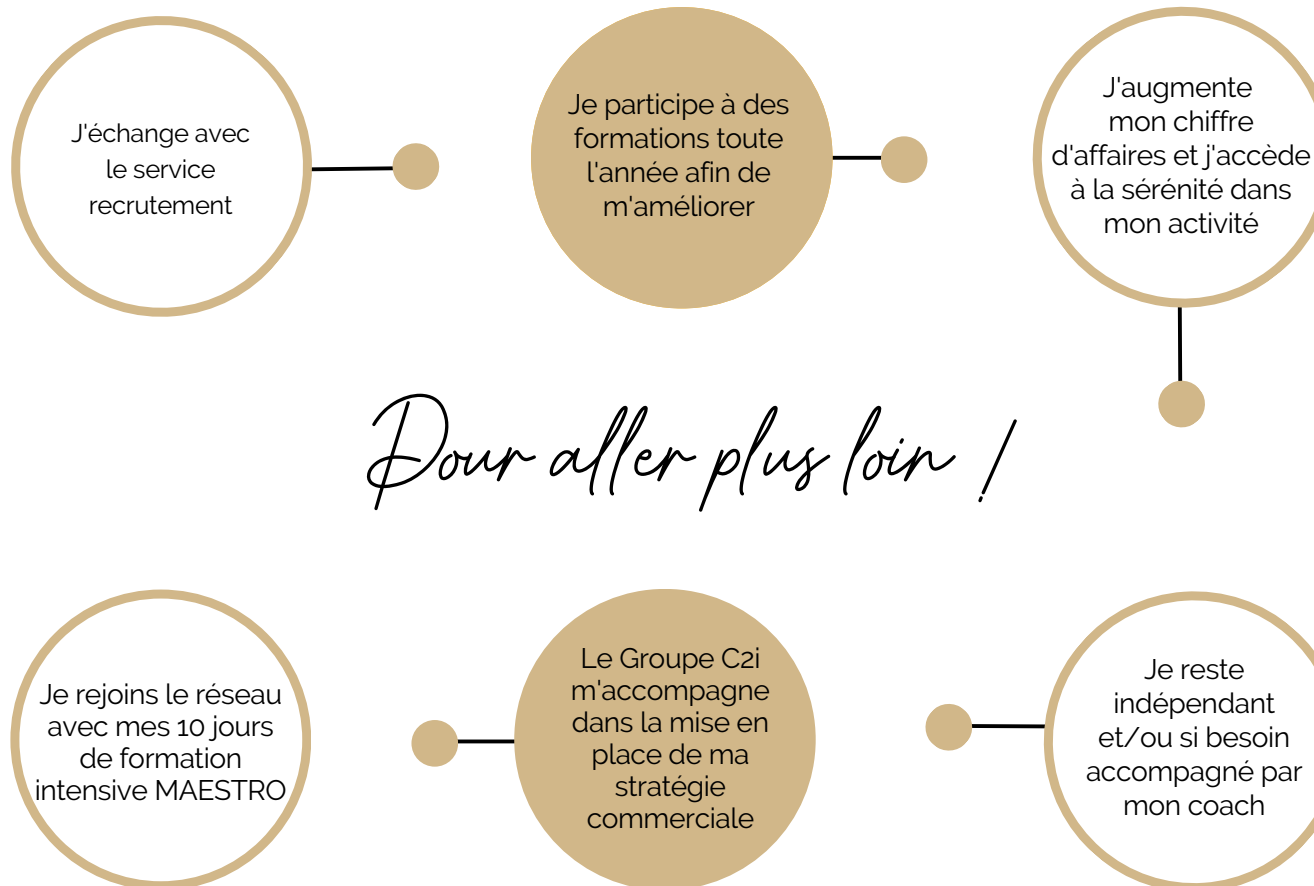 J'échange avec
le service
recrutement
Je participe à des
formations toute
l'année afin de
m'améliorer
J'augmente
mon chiffre
d'affaires et j'accède
à la sérénité dans
mon activité
Pour aller plus loin !
Je rejoins le réseau
avec mes 10 jours
de formation
intensive MAESTRO
Le Groupe C2i
m'accompagne
dans la mise en
place de ma
stratégie
commerciale
Je reste
indépendant
et/ou si besoin
accompagné par
mon coach